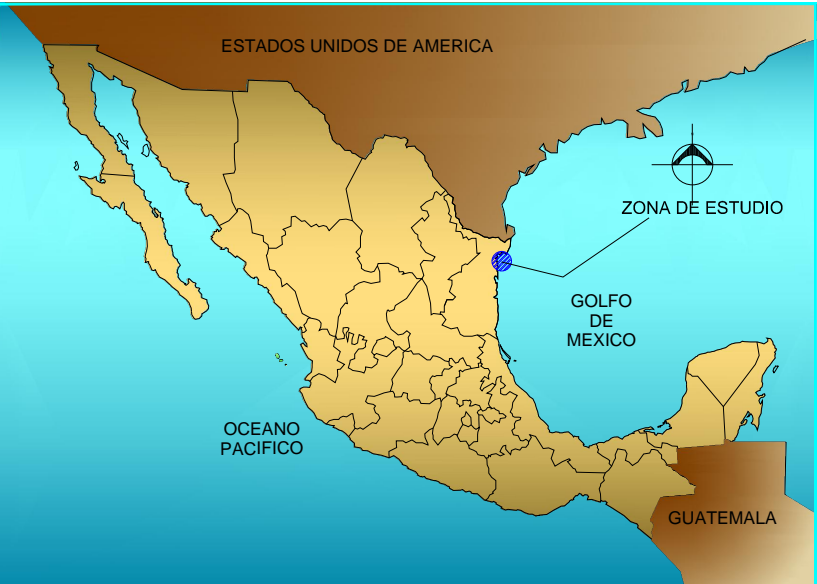 ESTADOS UNIDOS DE AMERICA
ZONA DE ESTUDIO
GOLFO
DE
MEXICO
OCEANO
PACIFICO
GUATEMALA